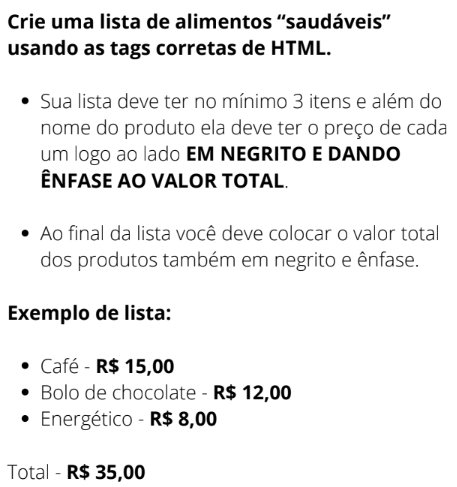 Crie uma lista de alimentos “saudáveis”
usando as tags corretas de HTML.
• Sua lista deve ter no mínimo 3 itens e além do
nome do produto ela deve ter o preço de cada
um logo ao lado EM NEGRITO E DANDO
ÊNFASE AO VALOR TOTAL.
• Ao final da lista você deve colocar o valor total
dos produtos também em negrito e ênfase.
Exemplo de lista:
• Café - R$ 15,00
• Bolo de chocolate - R$ 12,00
• Energético - R$ 8,00
Total - R$ 35,00